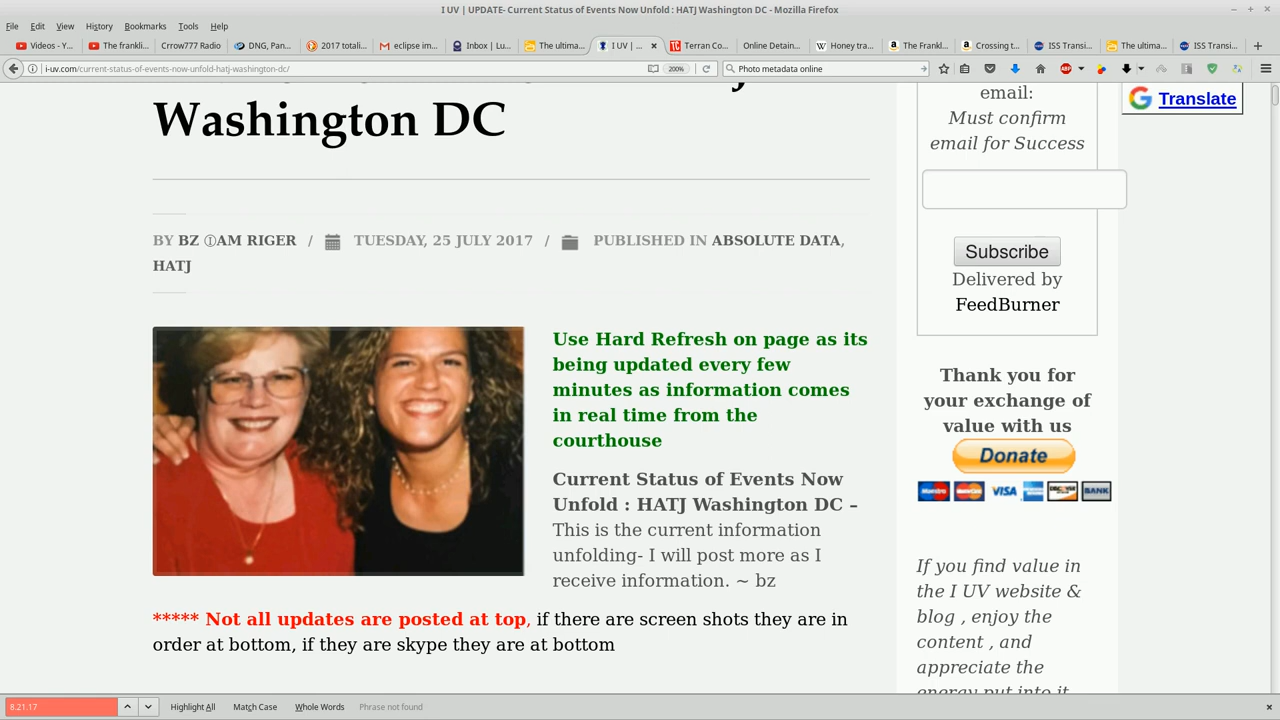 I UV | UPDATE- Current Status of Events Now Unfold : HATJ Washington DC - Mozilla Firefox
File Edit View History Bookmarks Tools Help
Videos - Y...
The frankli...
Crrow777 Radio
DNG, Pan...
2017 totali...
eclipse im...
Inbox | Lu...
The ultima...
I UV | ...
Terran Co...
Online Detain...
Honey tra...
The Frankl...
Crossing t...
ISS Transi...
The ultima...
ISS Transi...
i-uv.com/current-status-of-events-now-unfold-hatj-washington-dc/
200%
Photo metadata online
ABP
Washington DC
BY BZ ⒾAM RIGER / TUESDAY, 25 JULY 2017 / PUBLISHED IN ABSOLUTE DATA,
HATJ
Use Hard Refresh on page as its
being updated every few
minutes as information comes
in real time from the
courthouse
Current Status of Events Now
Unfold : HATJ Washington DC –
This is the current information
unfolding- I will post more as I
receive information. ~ bz
***** Not all updates are posted at top, if there are screen shots they are in
order at bottom, if they are skype they are at bottom
email:
Must confirm
email for Success
Subscribe
Delivered by
FeedBurner
Thank you for
your exchange of
value with us
Donate
Maestro
VISA
DISCOVER
BANK
If you find value in
the I UV website &
blog , enjoy the
content , and
appreciate the
energy put into it
G Translate
8.21.17
Highlight All
Match Case
Whole Words
Phrase not found